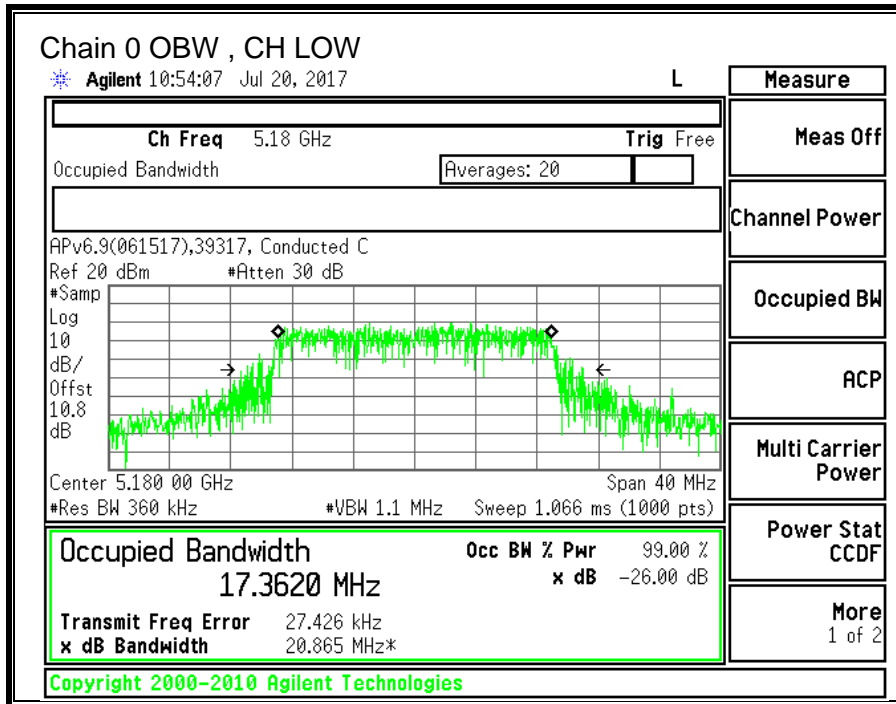 Chain 0 OBW , CH LOW
Agilent 10:54:07 Jul 20, 2017 L
Ch Freq 5.18 GHz Trig Free
Occupied Bandwidth Averages: 20
APv6.9(061517),39317, Conducted C
Ref 20 dBm #Atten 30 dB
#Samp
Log
10
dB/
Offst
10.8
dB
Center 5.180 00 GHz Span 40 MHz
#Res BW 360 kHz #VBW 1.1 MHz Sweep 1.066 ms (1000 pts)
Occupied Bandwidth Occ BW % Pwr 99.00 %
17.3620 MHz x dB -26.00 dB
Transmit Freq Error 27.426 kHz
x dB Bandwidth 20.865 MHz*
Copyright 2000-2010 Agilent Technologies
Measure
Meas Off
Channel Power
Occupied BW
ACP
Multi Carrier
Power
Power Stat
CCDF
More
1 of 2